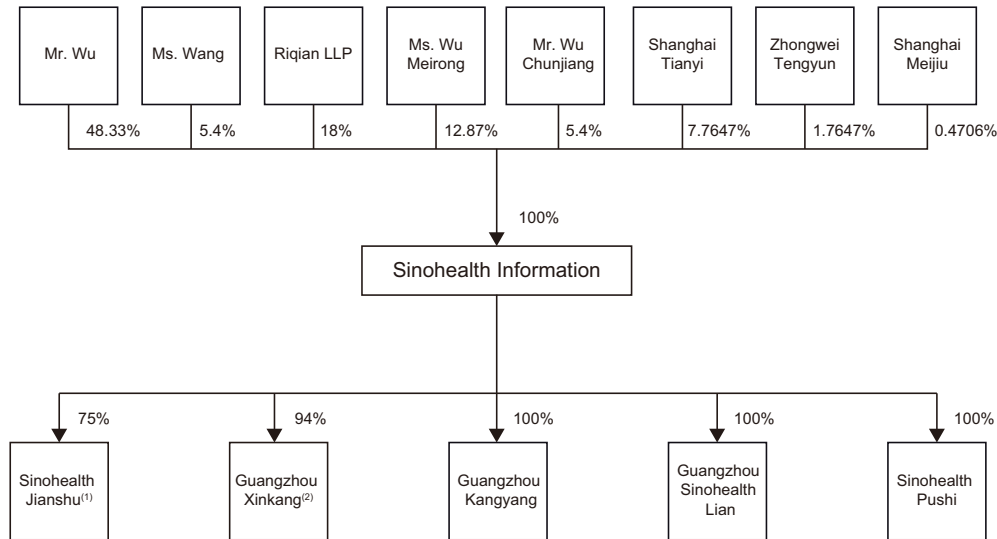 Mr. Wu
Ms. Wang
Riqian LLP
Ms. Wu
Meirong
Mr. Wu
Chunjiang
Shanghai
Tianyi
Zhongwei
Tengyun
Shanghai
Meijiu
48.33%
5.4%
18%
12.87%
5.4%
7.7647%
1.7647%
0.4706%
100%
Sinohealth Information
75%
94%
100%
100%
100%
Sinohealth
Jianshu(1)
Guangzhou
Xinkang(2)
Guangzhou
Kangyang
Guangzhou
Sinohealth
Lian
Sinohealth
Pushi